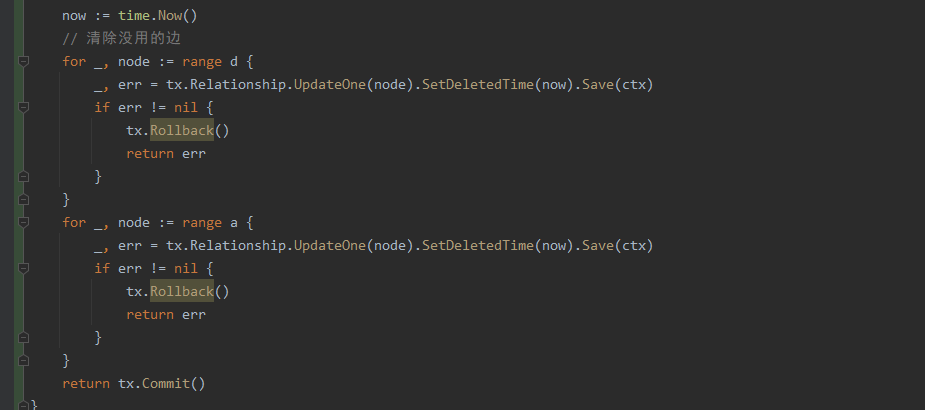 now := time.Now()
// 清除没用的边
for _, node := range d {
_, err = tx.Relationship.UpdateOne(node).SetDeletedTime(now).Save(ctx)
if err != nil {
tx.Rollback()
return err
}
}
for _, node := range a {
_, err = tx.Relationship.UpdateOne(node).SetDeletedTime(now).Save(ctx)
if err != nil {
tx.Rollback()
return err
}
}
return tx.Commit()
}